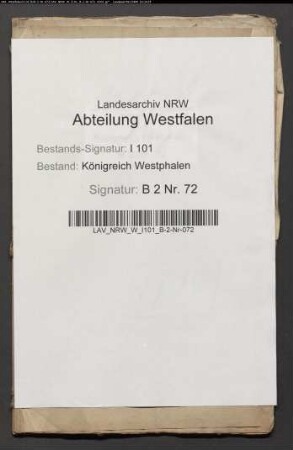 Landesarchiv NRW
Abteilung Westfalen
Bestands-Signatur: I 101
Bestand: Königreich Westphalen
Signatur: B 2 Nr. 72
LAV_NRW_W_I101_B-2-Nr-072